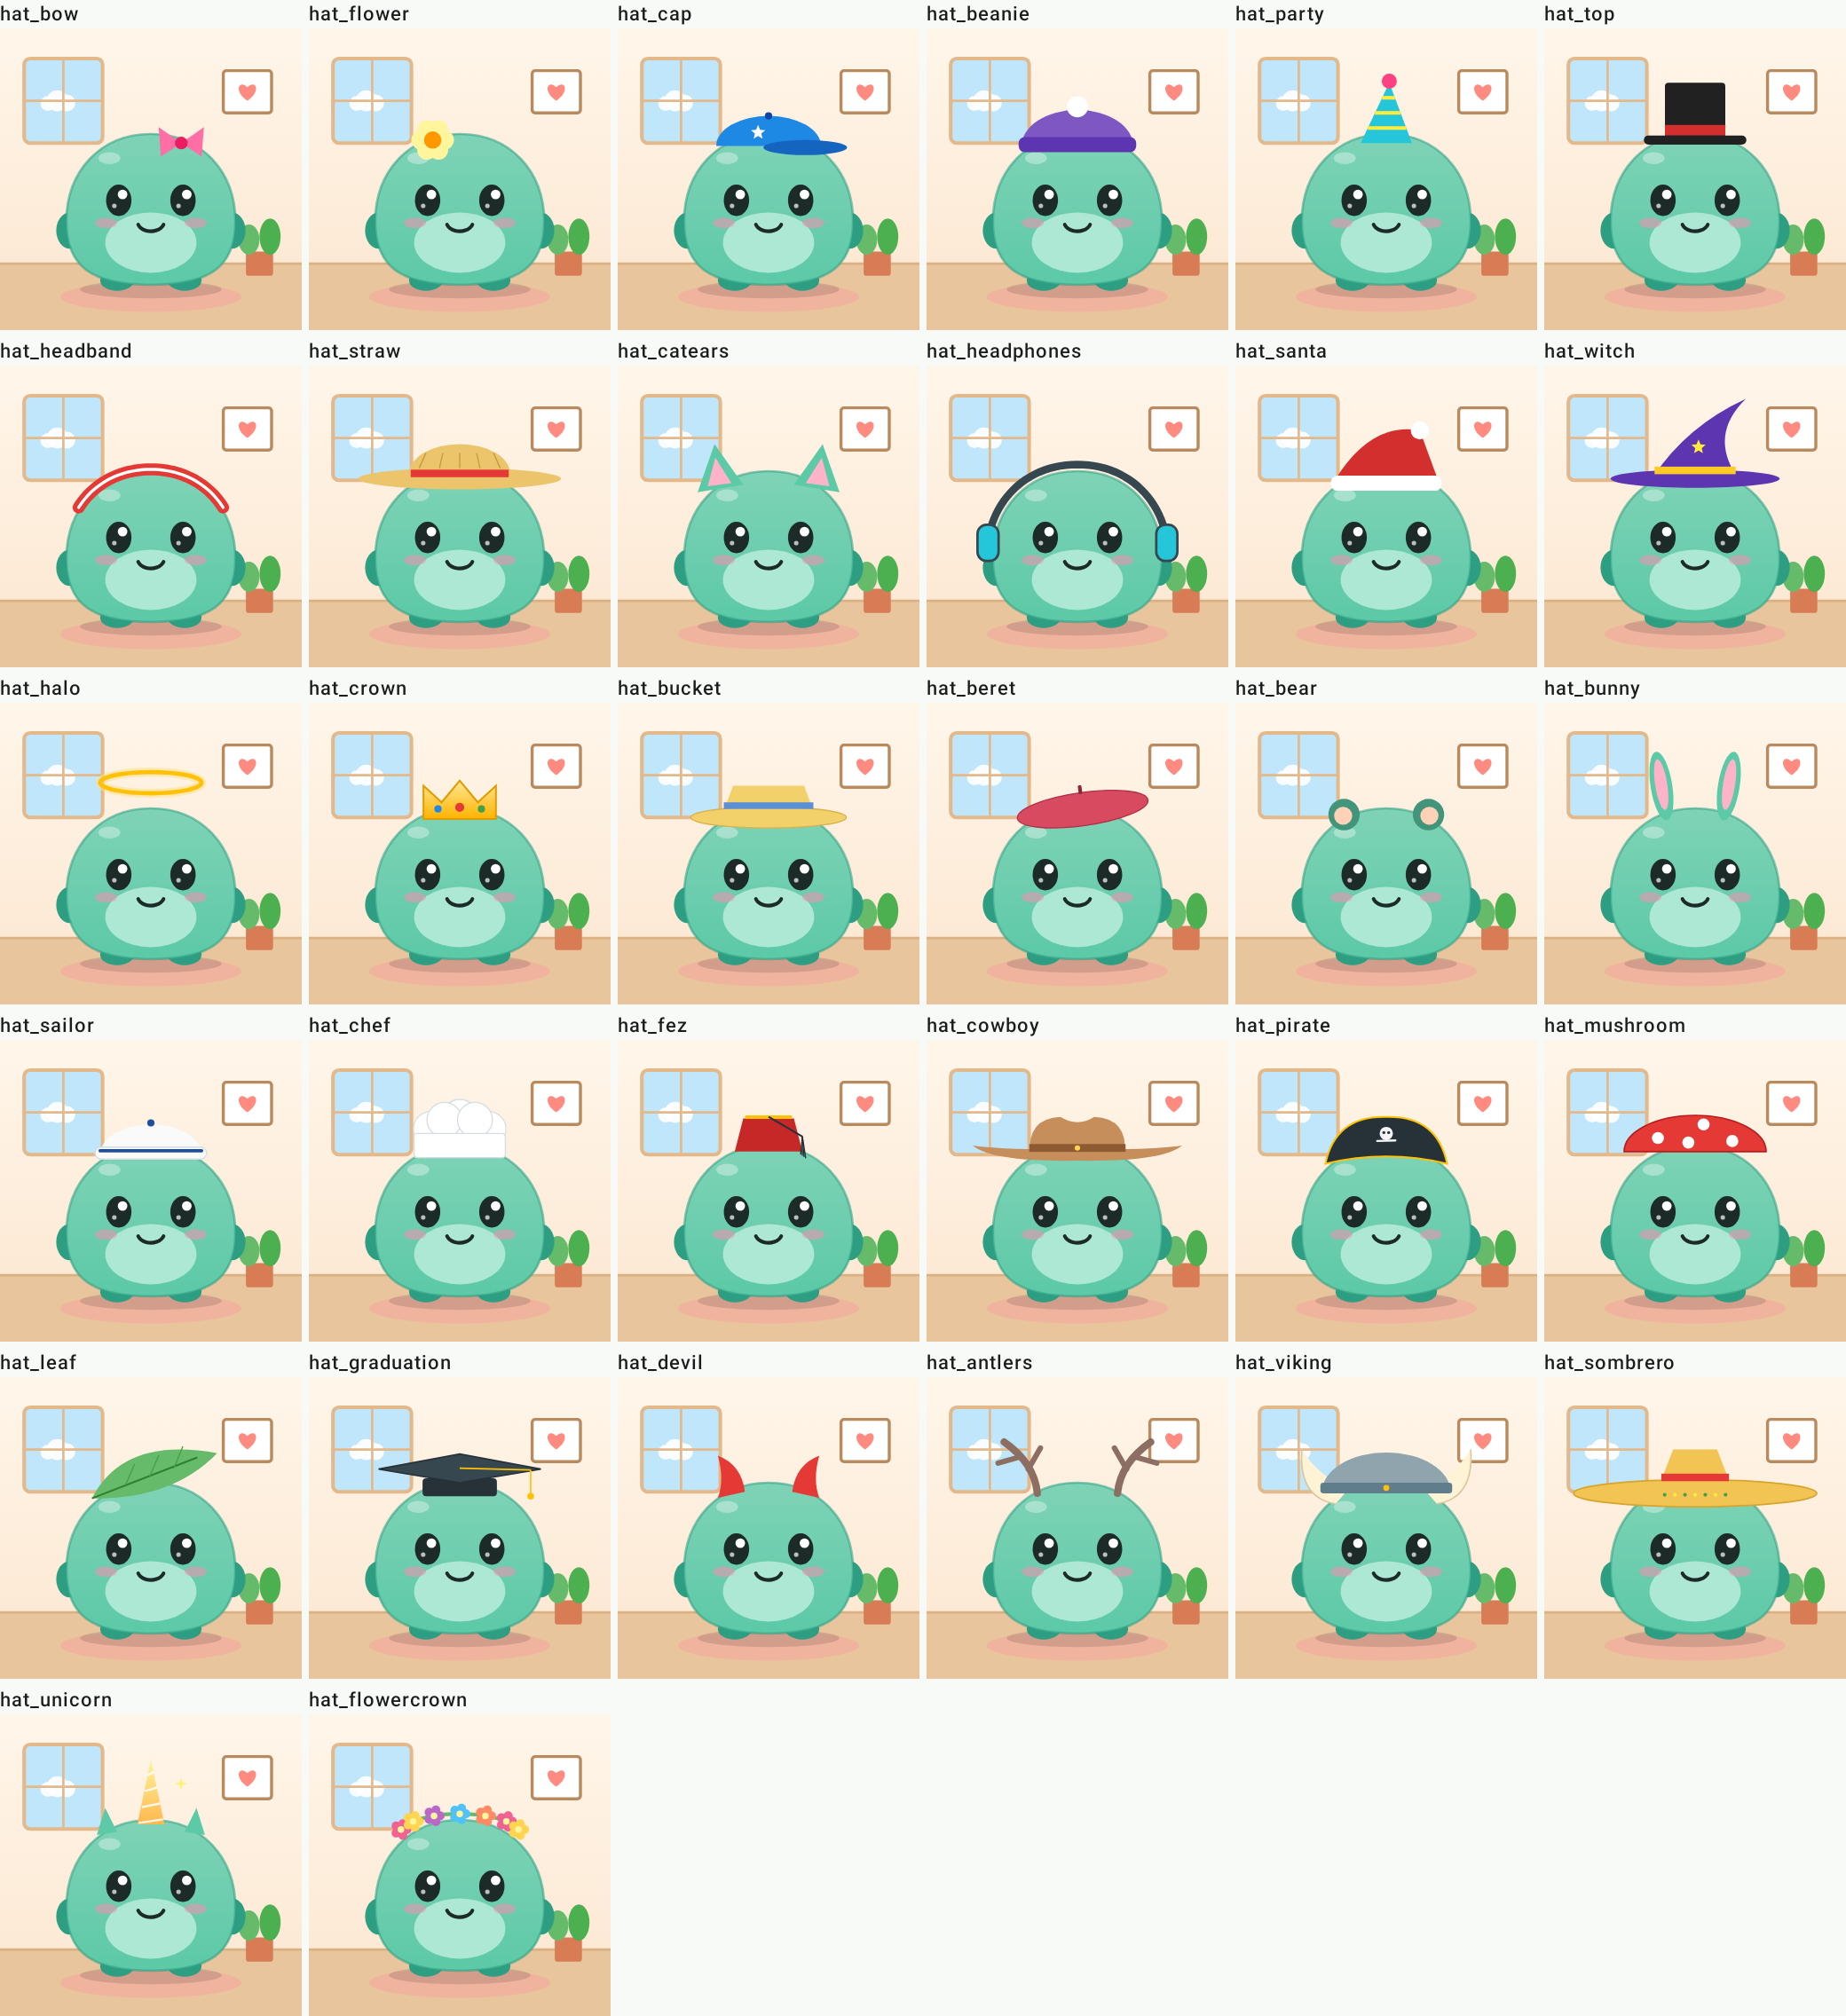 hat_bow
hat_flower
hat_cap
hat_beanie
hat_party
hat_top
hat_headband
hat_straw
hat_catears
hat_headphones
hat_santa
hat_witch
hat_halo
hat_crown
hat_bucket
hat_beret
hat_bear
hat_bunny
hat_sailor
hat_chef
hat_fez
hat_cowboy
hat_pirate
hat_mushroom
hat_leaf
hat_graduation
hat_devil
hat_antlers
hat_viking
hat_sombrero
hat_unicorn
hat_flowercrown